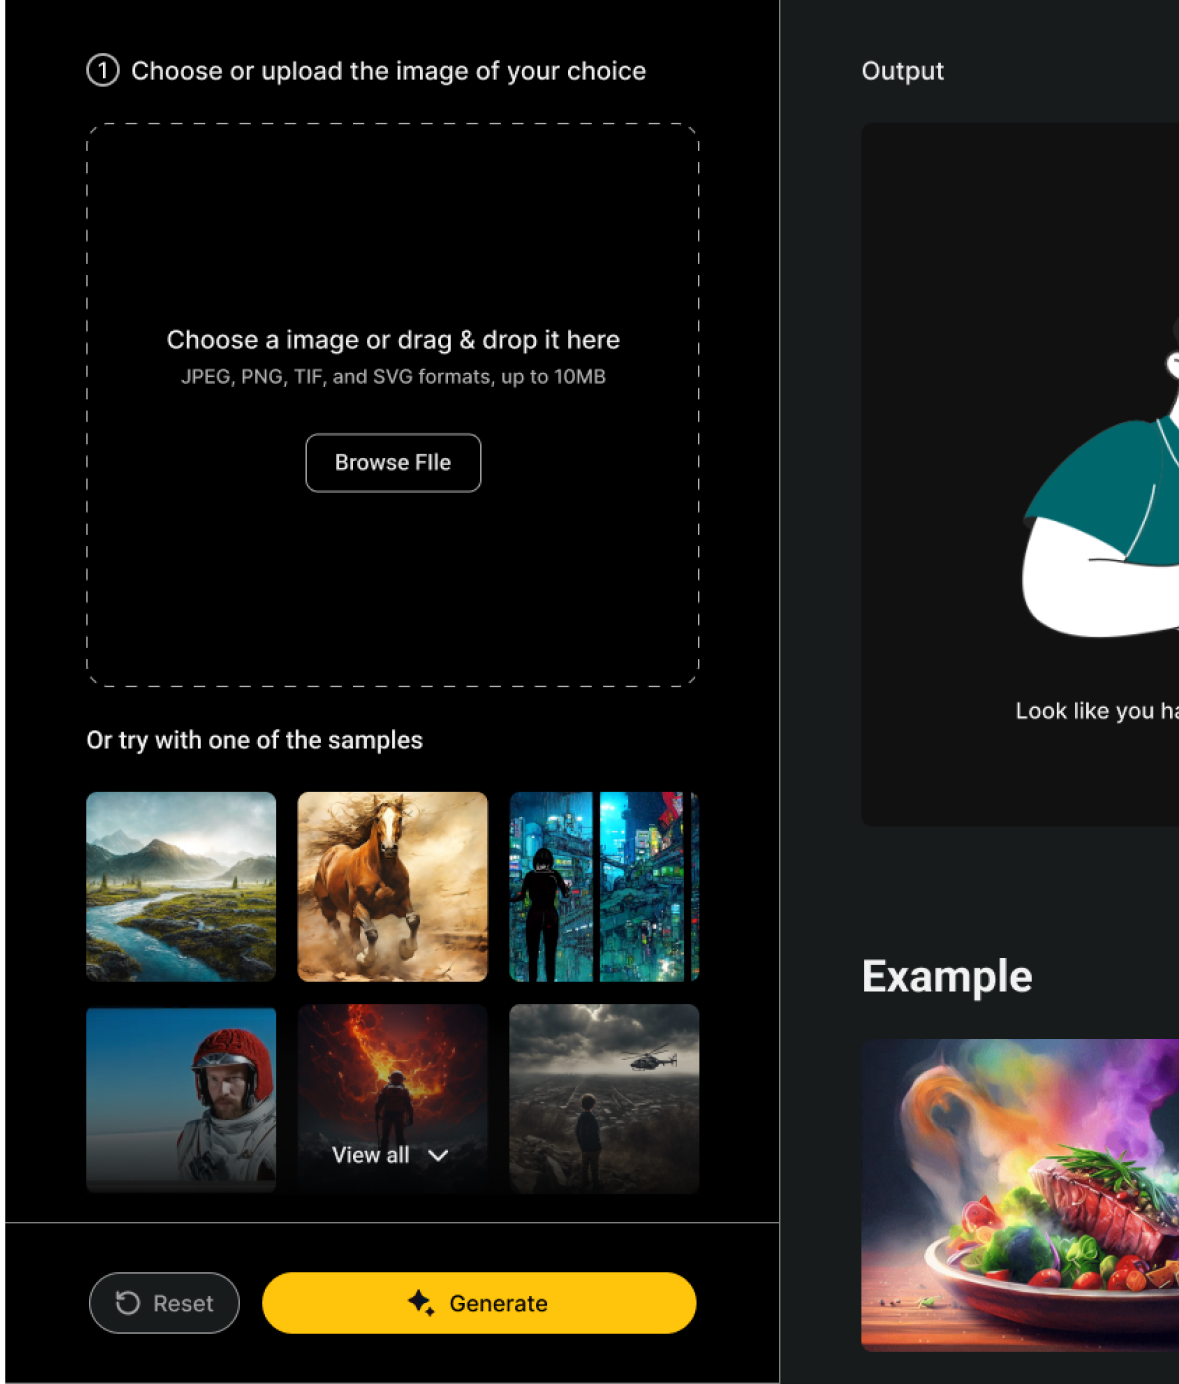 1 Choose or upload the image of your choice
Choose a image or drag & drop it here
JPEG, PNG, TIF, and SVG formats, up to 10MB
Browse FIle
Or try with one of the samples
View all
Reset
Generate
Output
Look like you
Example